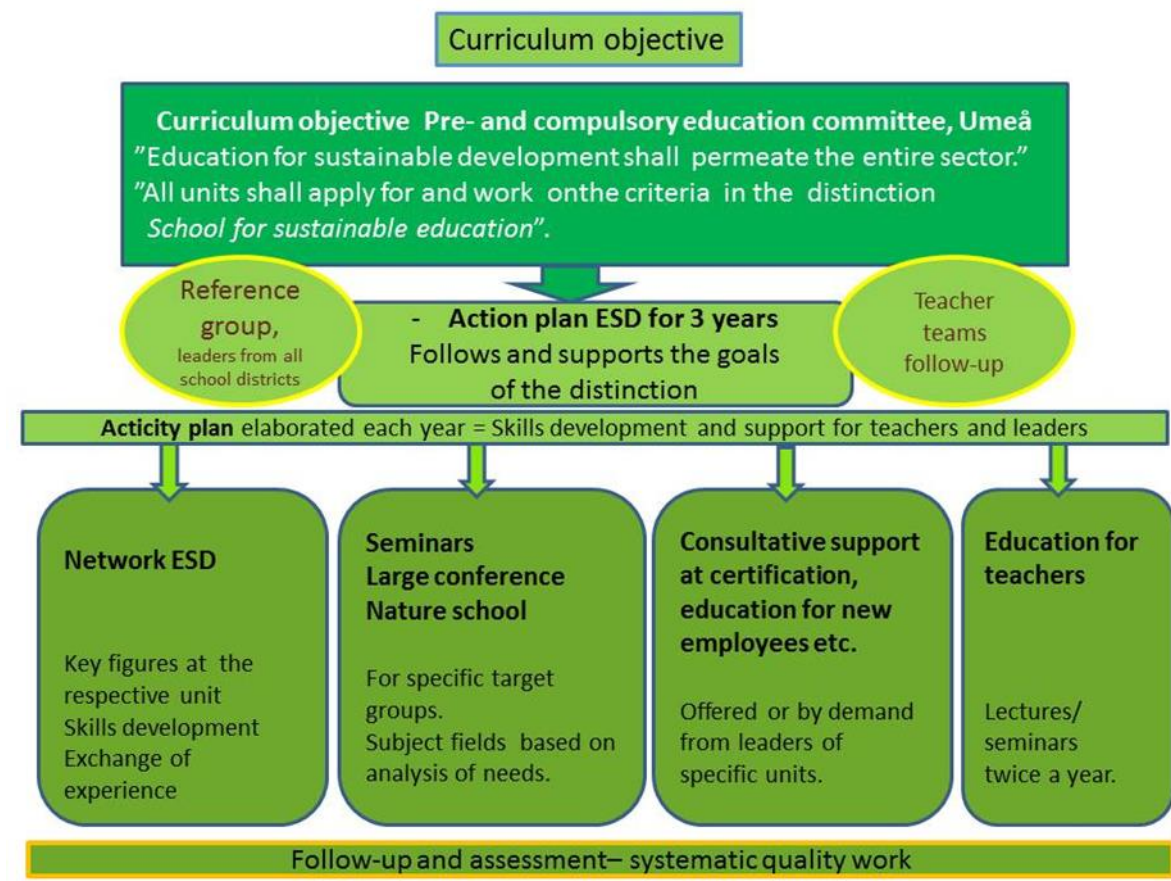 Curriculum objective
Curriculum objective Pre- and compulsory education committee, Umeå
”Education for sustainable development shall permeate the entire sector.”
”All units shall apply for and work onthe criteria in the distinction
School for sustainable education”.
Reference
group,
leaders from all
school districts
- Action plan ESD for 3 years
Follows and supports the goals
of the distinction
Teacher
teams
follow-up
Acticity plan elaborated each year = Skills development and support for teachers and leaders
Network ESD
Key figures at the
respective unit
Skills development
Exchange of
experience
Seminars
Large conference
Nature school
For specific target
groups.
Subject fields based on
analysis of needs.
Consultative support
at certification,
education for new
employees etc.
Offered or by demand
from leaders of
specific units.
Education for
teachers
Lectures/
seminars
twice a year.
Follow-up and assessment– systematic quality work